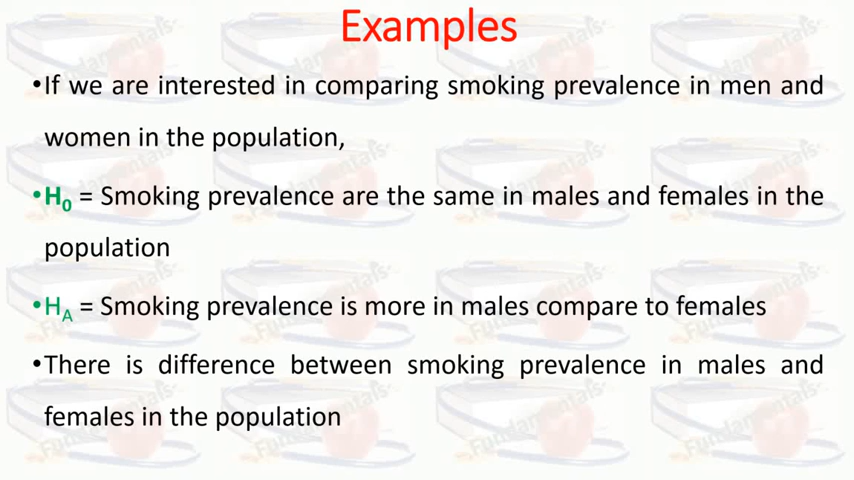 Examples
•If we are interested in comparing smoking prevalence in men and
women in the population,
•H₀ = Smoking prevalence are the same in males and females in the
population
•H_A = Smoking prevalence is more in males compare to females
•There is difference between smoking prevalence in males and
females in the population